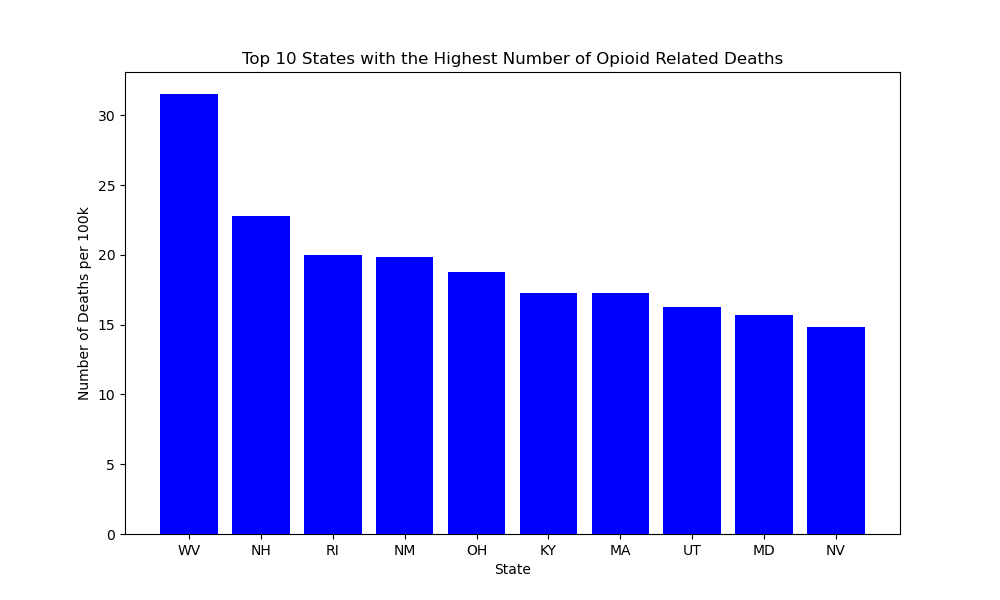 Top 10 States with the Highest Number of Opioid Related Deaths
Number of Deaths per 100k
30
25
20
15
10
5
0
WV NH RI NM OH KY MA UT MD NV
State